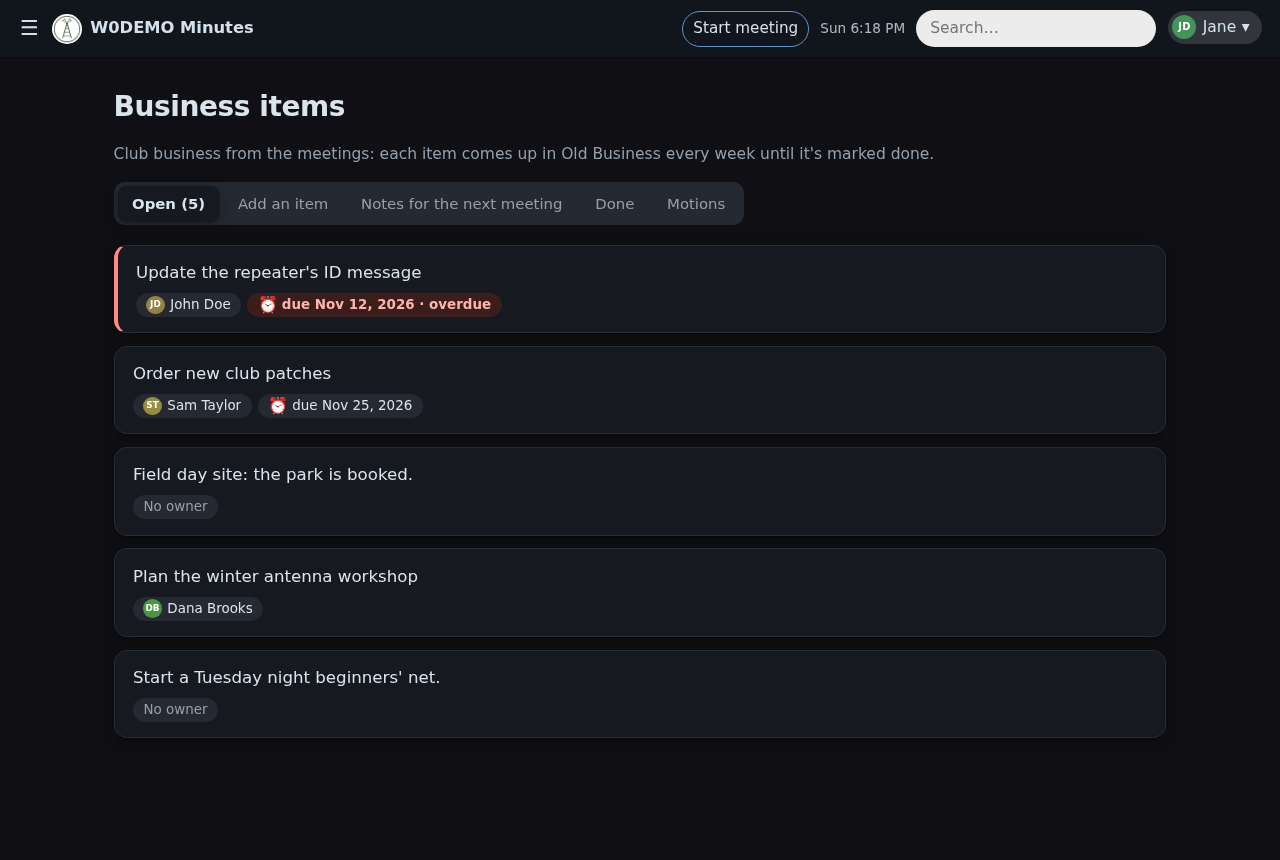 ☰ W0DEMO Minutes Start meeting Sun 6:18 PM Search... JD Jane ▾
Business items
Club business from the meetings: each item comes up in Old Business every week until it's marked done.
Open (5) Add an item Notes for the next meeting Done Motions
Update the repeater's ID message
JD John Doe ⏰ due Nov 12, 2026 · overdue
Order new club patches
ST Sam Taylor ⏰ due Nov 25, 2026
Field day site: the park is booked.
No owner
Plan the winter antenna workshop
DB Dana Brooks
Start a Tuesday night beginners' net.
No owner